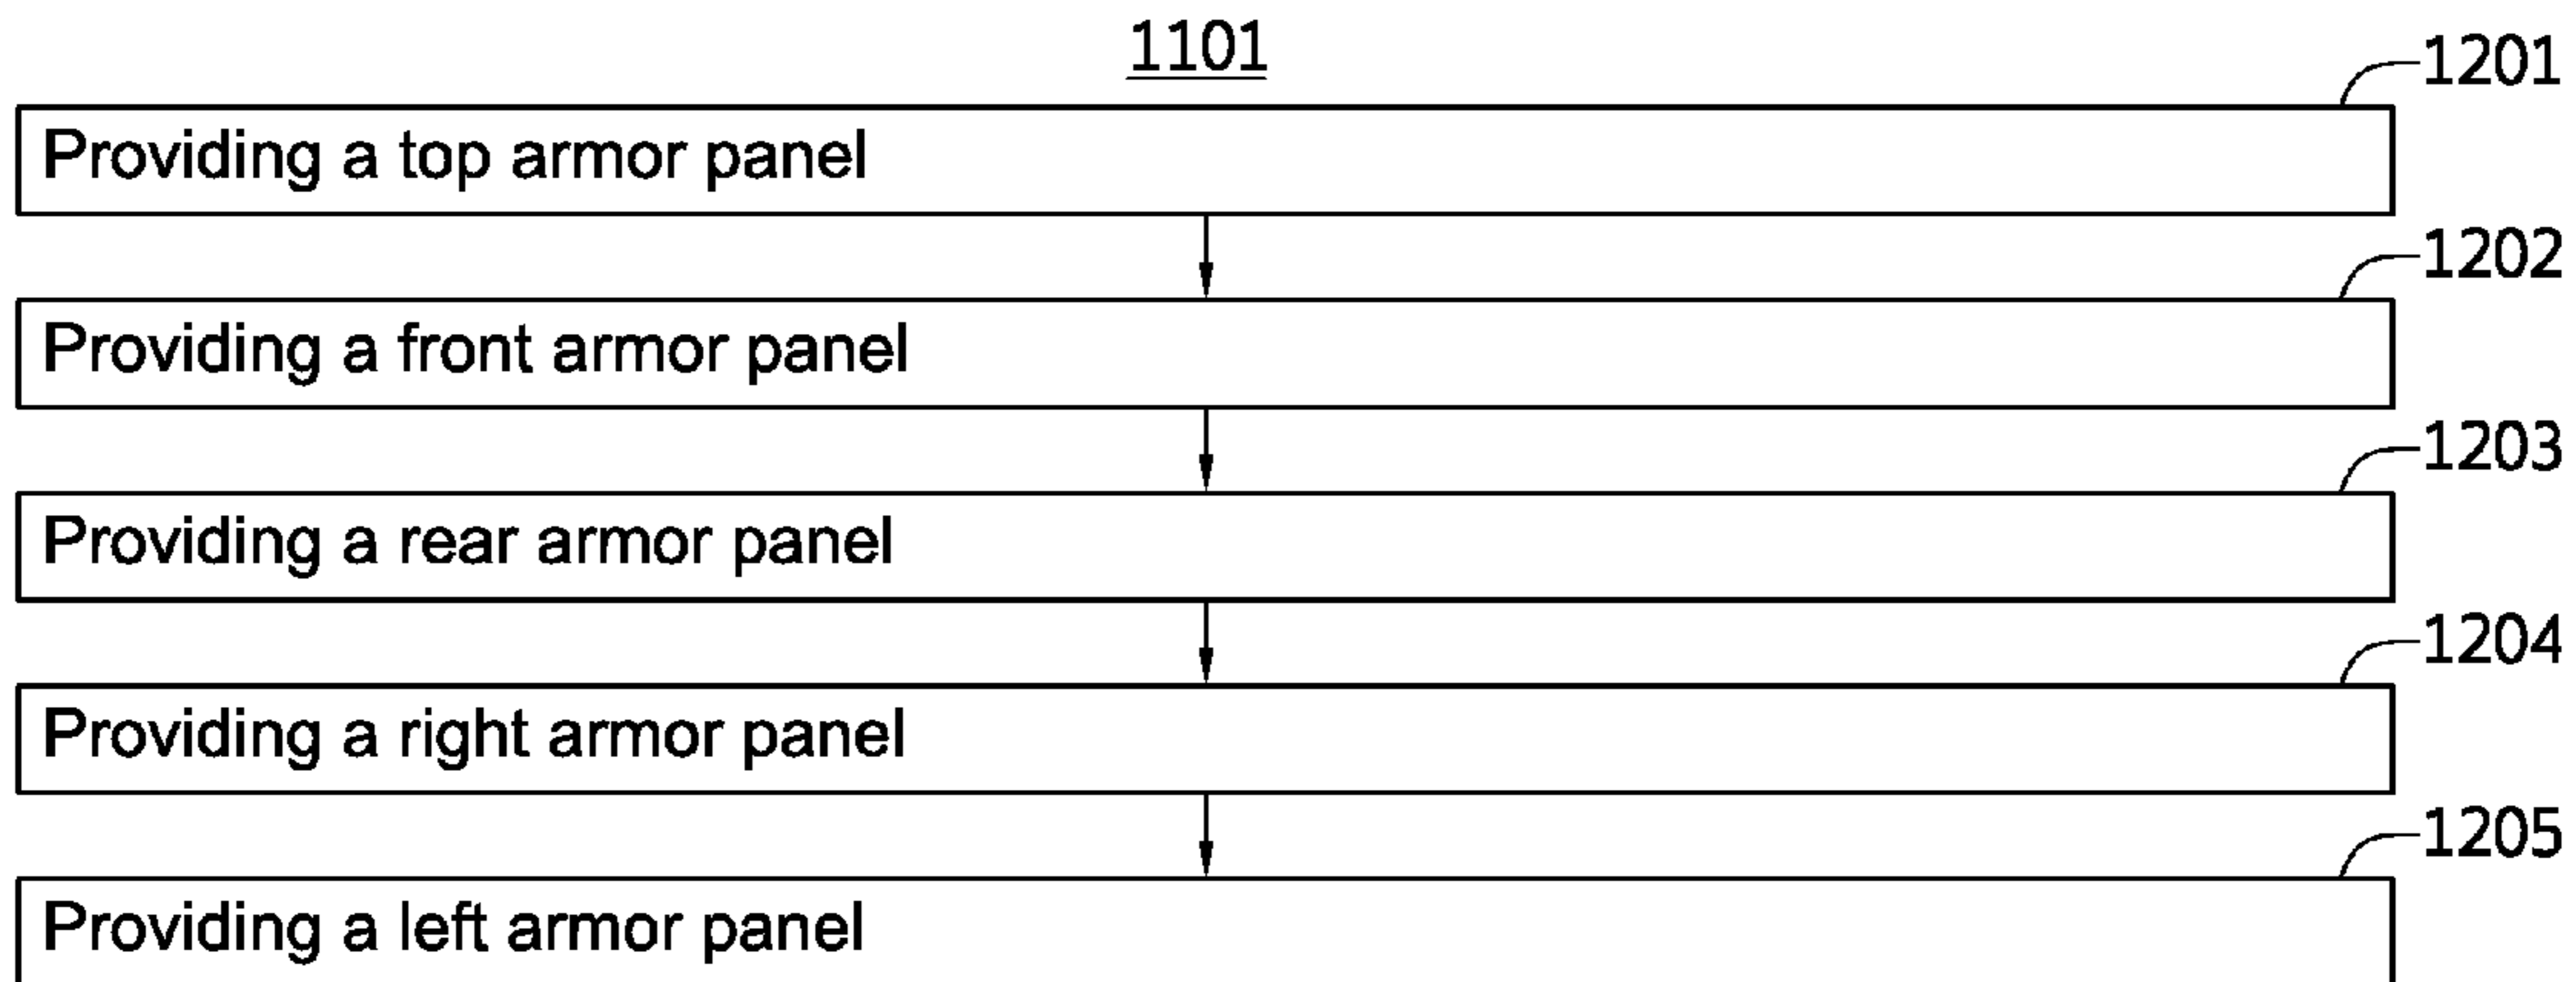 1101
1201
Providing a top armor panel
1202
Providing a front armor panel
1203
Providing a rear armor panel
1204
Providing a right armor panel
1205
Providing a left armor panel